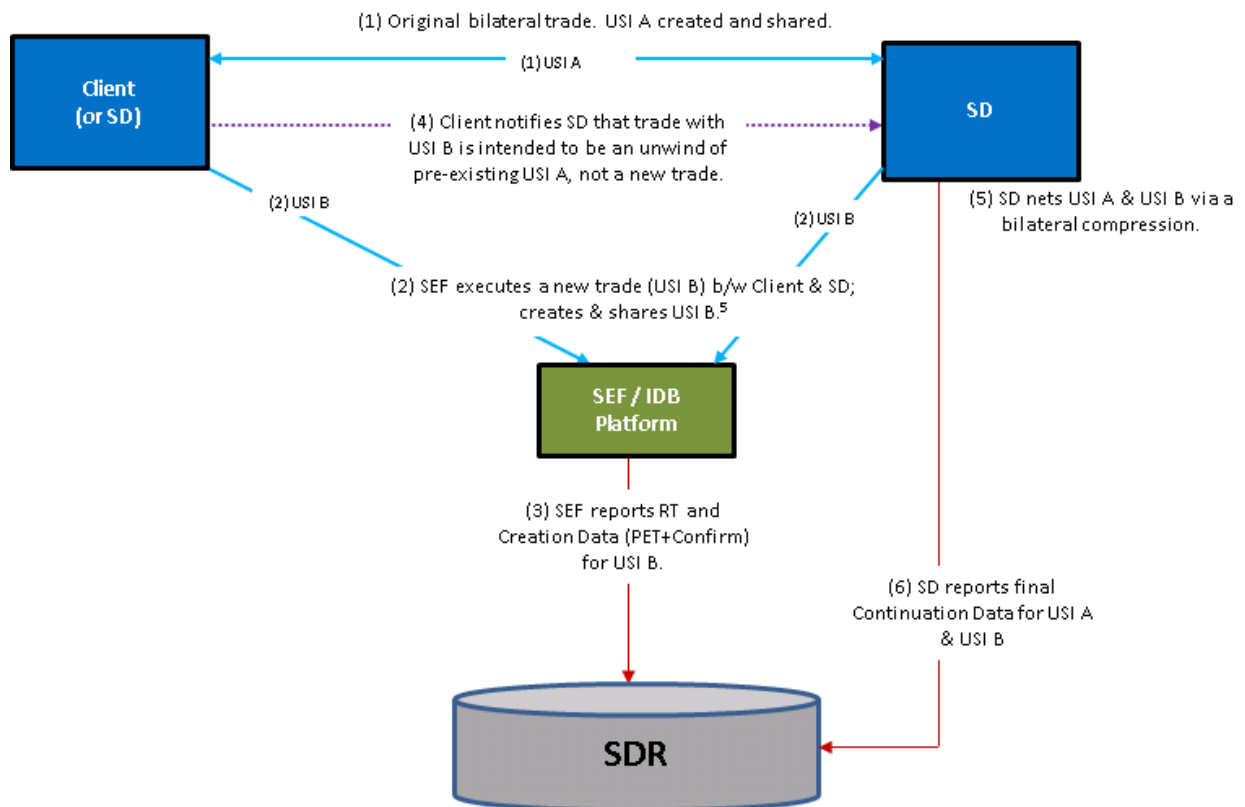 (1) Original bilateral trade. USI A created and shared.
Client
(or SD)
(1) USI A
SD
(4) Client notifies SD that trade with
USI B is intended to be an unwind of
pre-existing USI A, not a new trade.
(2) USI B
(2) USI B
(5) SD nets USI A & USI B via a
bilateral compression.
(2) SEF executes a new trade (USI B) b/w Client & SD;
creates & shares USI B.5
SEF / IDB
Platform
(3) SEF reports RT and
Creation Data (PET+Confirm)
for USI B.
(6) SD reports final
Continuation Data for USI A
& USI B
SDR